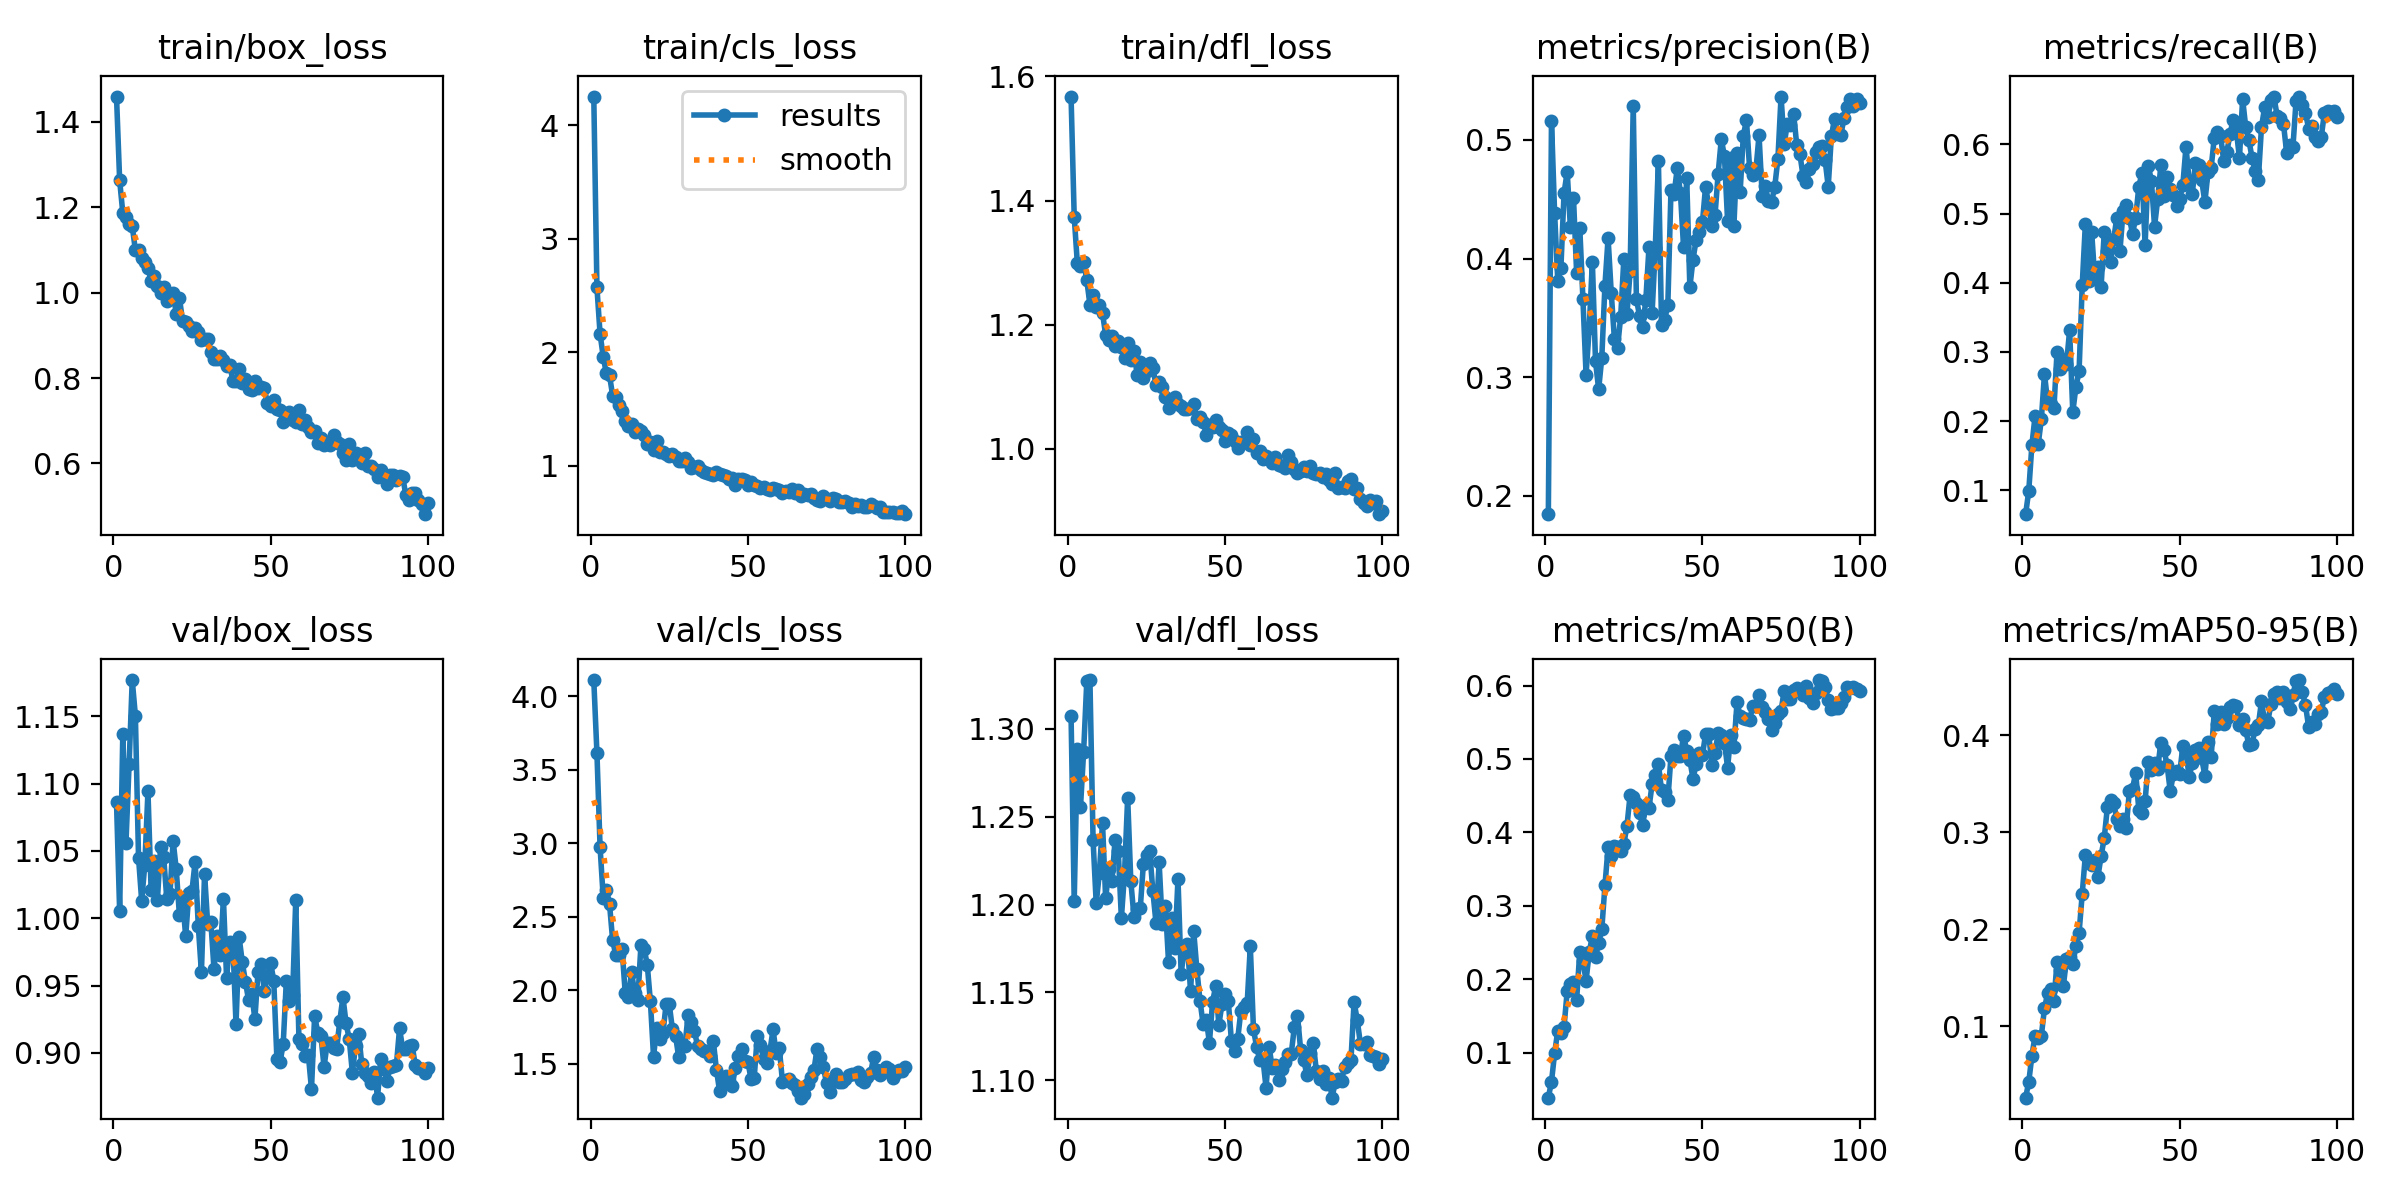 train/box_loss
1.4
1.2
1.0
0.8
0.6
0 50 100
train/cls_loss
results
smooth
4
3
2
1
0 50 100
train/dfl_loss
1.6
1.4
1.2
1.0
0 50 100
metrics/precision(B)
0.5
0.4
0.3
0.2
0 50 100
metrics/recall(B)
0.6
0.5
0.4
0.3
0.2
0.1
0 50 100
val/box_loss
1.15
1.10
1.05
1.00
0.95
0.90
0 50 100
val/cls_loss
4.0
3.5
3.0
2.5
2.0
1.5
0 50 100
val/dfl_loss
1.30
1.25
1.20
1.15
1.10
0 50 100
metrics/mAP50(B)
0.6
0.5
0.4
0.3
0.2
0.1
0 50 100
metrics/mAP50-95(B)
0.4
0.3
0.2
0.1
0 50 100